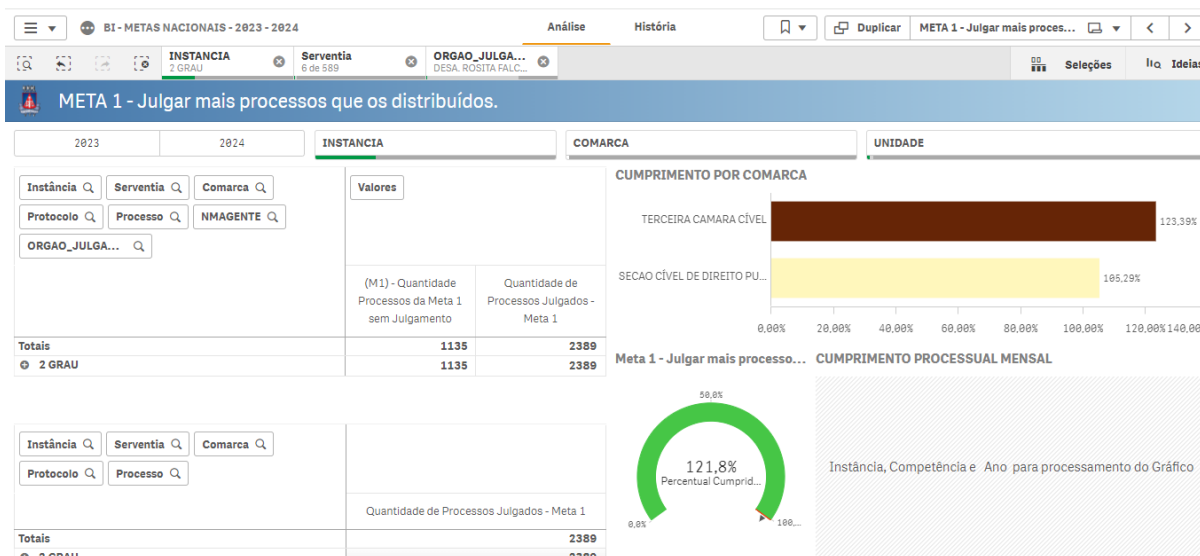 BI - METAS NACIONAIS - 2023 - 2024
Análise
História
Duplicar
META 1 - Julgar mais proces...
INSTANCIA
2 GRAU
Serventia
6 de 589
ORGAO_JULGA...
DESA. ROSITA FALC...
Seleções
Ideias
META 1 - Julgar mais processos que os distribuídos.
2023
2024
INSTANCIA
COMARCA
UNIDADE
Instância
Serventia
Comarca
Protocolo
Processo
NMAGENTE
ORGAO_JULGA...
Valores
(M1) - Quantidade
Processos da Meta 1
sem Julgamento
Quantidade de
Processos Julgados -
Meta 1
Totais 1135 2389
2 GRAU 1135 2389
CUMPRIMENTO POR COMARCA
TERCEIRA CAMARA CÍVEL
123,39%
SECAO CÍVEL DE DIREITO PU...
105,29%
0,00% 20,00% 40,00% 60,00% 80,00% 100,00% 120,00% 140,00
Meta 1 - Julgar mais processo...
50,0%
121,8%
Percentual Cumprid...
0,0%
100,...
CUMPRIMENTO PROCESSUAL MENSAL
Instância, Competência e Ano para processamento do Gráfico
Instância
Serventia
Comarca
Protocolo
Processo
Quantidade de Processos Julgados - Meta 1
Totais 2389
2 GRAU 2389